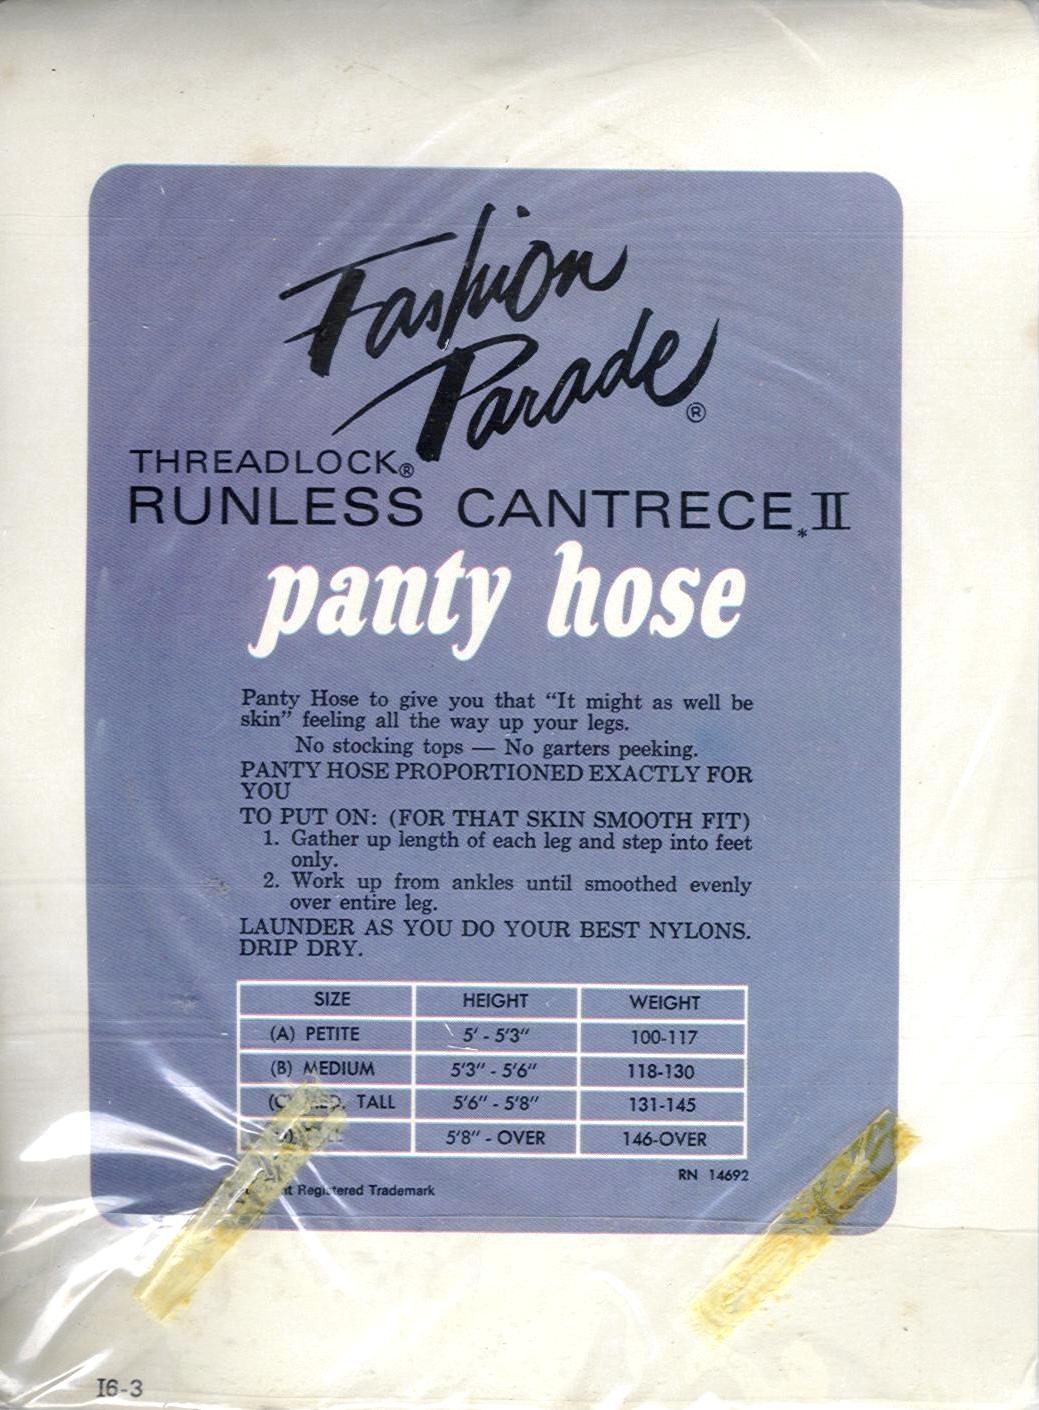 Fashion
Parade®
THREADLOCK®
RUNLESS CANTRECE* II
panty hose
Panty Hose to give you that “It might as well be
skin” feeling all the way up your legs.
No stocking tops — No garters peeking.
PANTY HOSE PROPORTIONED EXACTLY FOR
YOU
TO PUT ON: (FOR THAT SKIN SMOOTH FIT)
1. Gather up length of each leg and step into feet
only.
2. Work up from ankles until smoothed evenly
over entire leg.
LAUNDER AS YOU DO YOUR BEST NYLONS.
DRIP DRY.
SIZE HEIGHT WEIGHT
(A) PETITE 5' - 5'3" 100-117
(B) MEDIUM 5'3" - 5'6" 118-130
(C) MED. TALL 5'6" - 5'8" 131-145
5'8" - OVER 146-OVER
RN 14692
Registered Trademark
I6-3